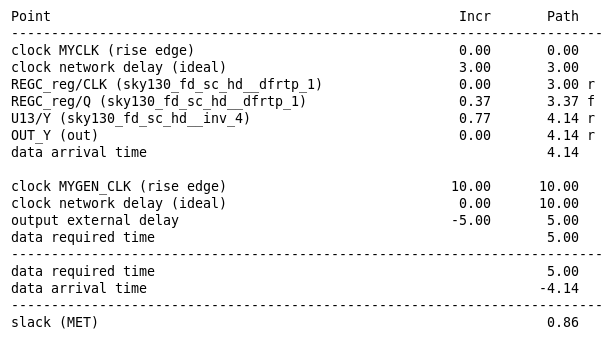 Point Incr Path
--------------------------------------------------------------------------
clock MYCLK (rise edge) 0.00 0.00
clock network delay (ideal) 3.00 3.00
REGC_reg/CLK (sky130_fd_sc_hd__dfrtp_1) 0.00 3.00 r
REGC_reg/Q (sky130_fd_sc_hd__dfrtp_1) 0.37 3.37 f
U13/Y (sky130_fd_sc_hd__inv_4) 0.77 4.14 r
OUT_Y (out) 0.00 4.14 r
data arrival time 4.14

clock MYGEN_CLK (rise edge) 10.00 10.00
clock network delay (ideal) 0.00 10.00
output external delay -5.00 5.00
data required time 5.00
--------------------------------------------------------------------------
data required time 5.00
data arrival time -4.14
--------------------------------------------------------------------------
slack (MET) 0.86